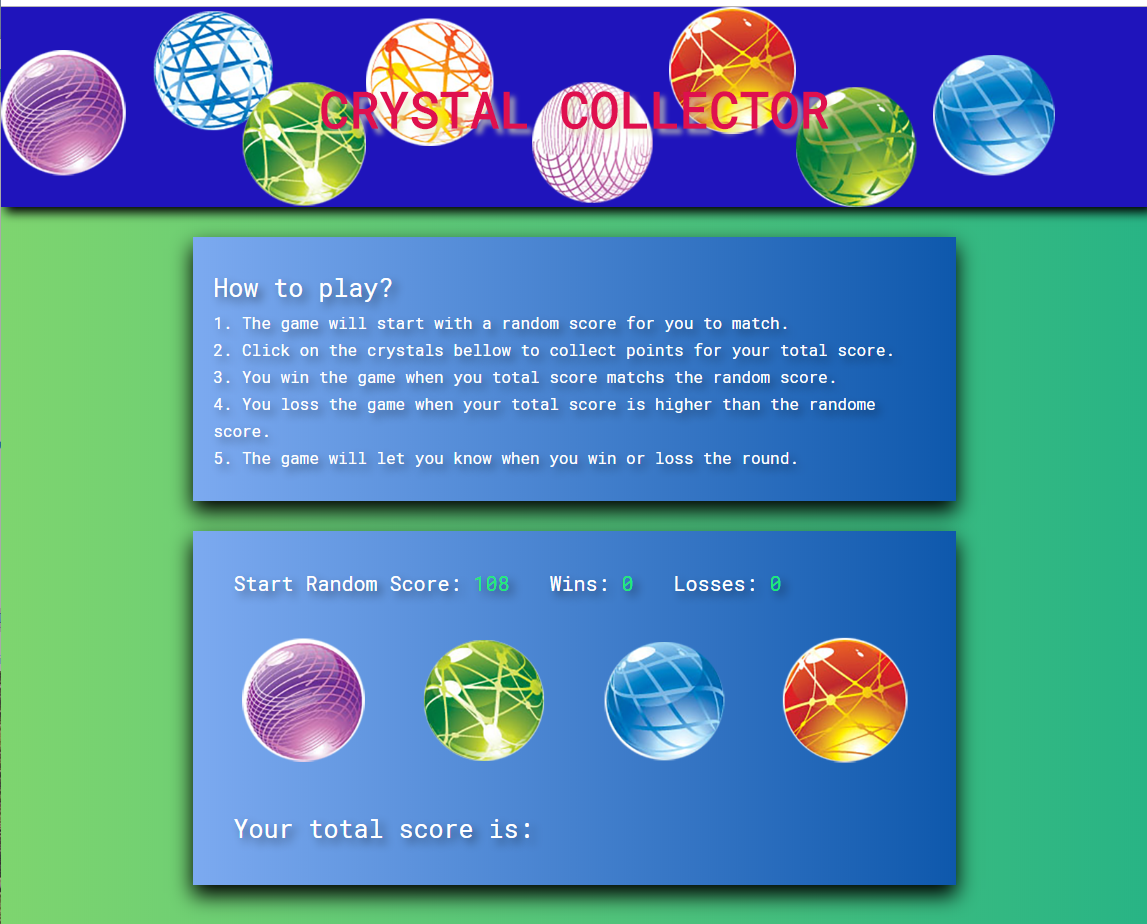 CRYSTAL COLLECTOR
How to play?
1. The game will start with a random score for you to match.
2. Click on the crystals bellow to collect points for your total score.
3. You win the game when you total score matchs the random score.
4. You loss the game when your total score is higher than the randome
score.
5. The game will let you know when you win or loss the round.
Start Random Score: 108 Wins: 0 Losses: 0
Your total score is: